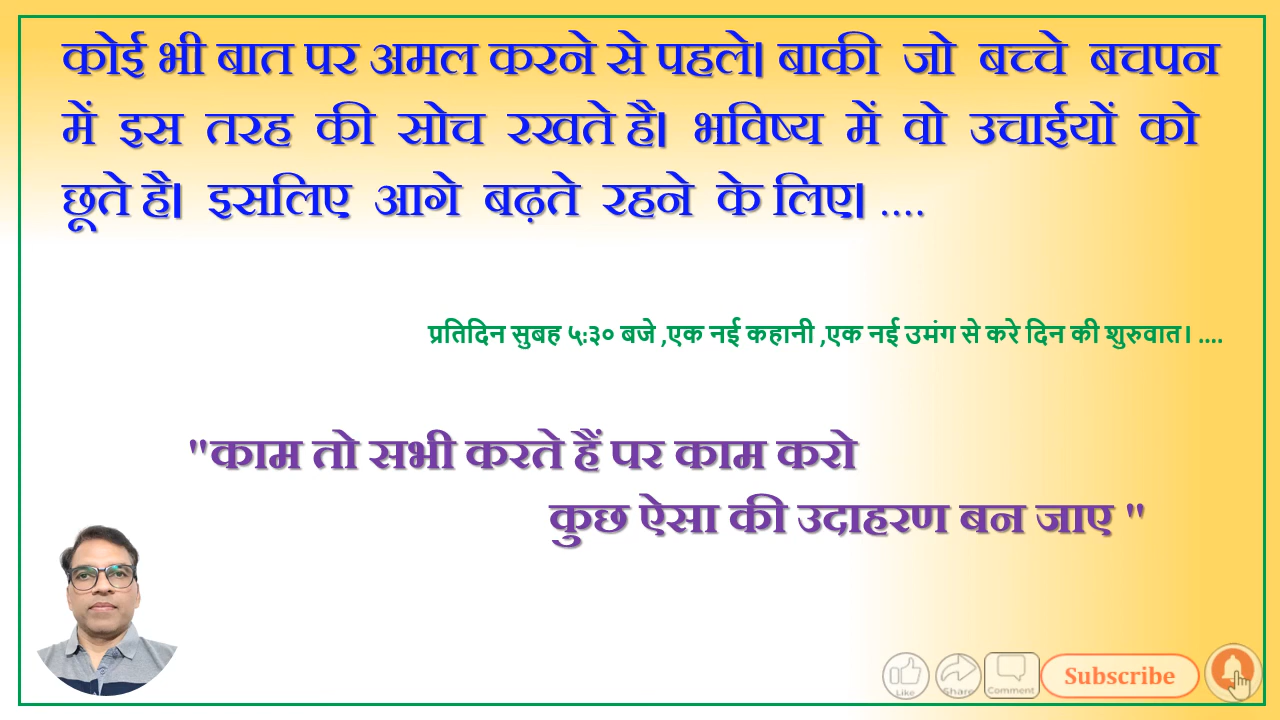 कोई भी बात पर अमल करने से पहले| बाकी जो बच्चे बचपन
में इस तरह की सोच रखते है| भविष्य में वो उचाईयों को
छूते है| इसलिए आगे बढ़ते रहने के लिए| ....
प्रतिदिन सुबह ५:३० बजे ,एक नई कहानी ,एक नई उमंग से करे दिन की शुरुवात। ....
"काम तो सभी करते हैं पर काम करो
कुछ ऐसा की उदाहरण बन जाए "
Like Share Comment Subscribe